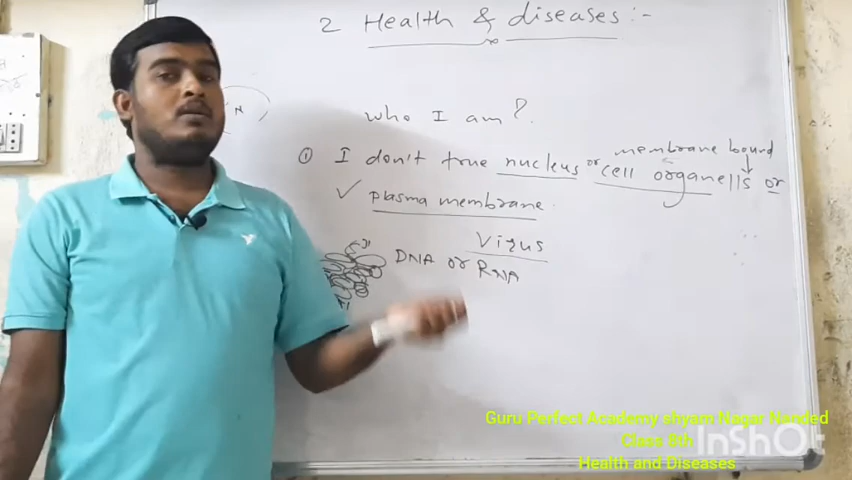 2 Health & diseases :-
N
who I am ?
① I don't true nucleus or membrane bound
cell organells or
✓ plasma membrane
Virus
DNA or RNA
Guru Perfect Academy shyam Nagar Nanded
Class 8th
Health and Diseases
InShOt